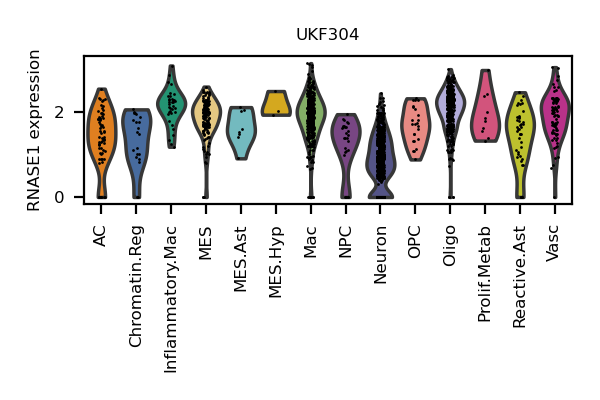 UKF304
RNASE1 expression
2
0
AC
Chromatin.Reg
Inflammatory.Mac
MES
MES.Ast
MES.Hyp
Mac
NPC
Neuron
OPC
Oligo
Prolif.Metab
Reactive.Ast
Vasc